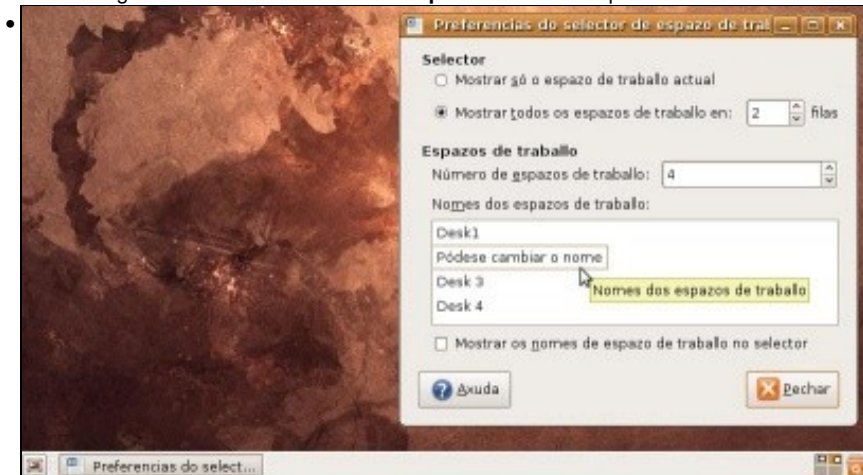 Preferencias do selector de espazo de trab
Selector
Mostrar só o espazo de traballo actual
Mostrar todos os espazos de traballo en: 2 filas
Espazos de traballo
Número de espazos de traballo: 4
Nomes dos espazos de traballo:
Desk1
Pódese cambiar o nome
Desk 3
Nomes dos espazos de traballo
Desk 4
Mostrar os nomes de espazo de traballo no selector
Axuda
Pechar
Preferencias do select...